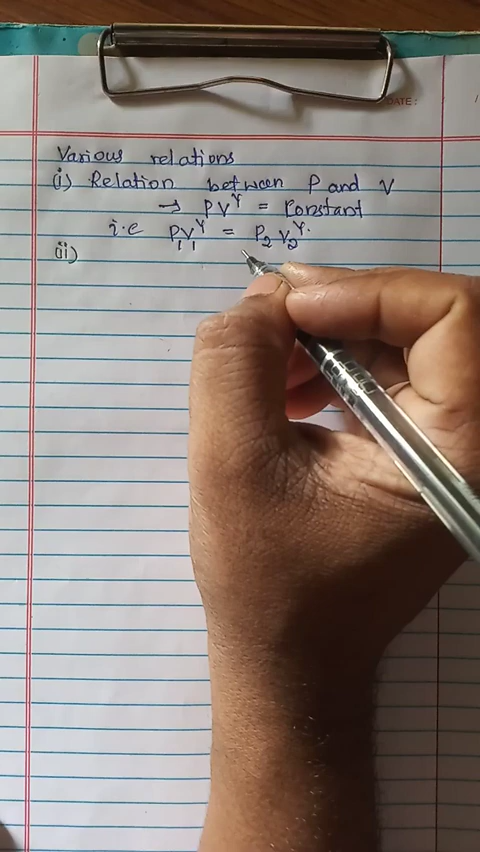 DATE:
Various relations
(i) Relation between P and V
→ PV^γ = constant
i.e P₁V₁^γ = P₂V₂^γ.
(ii)